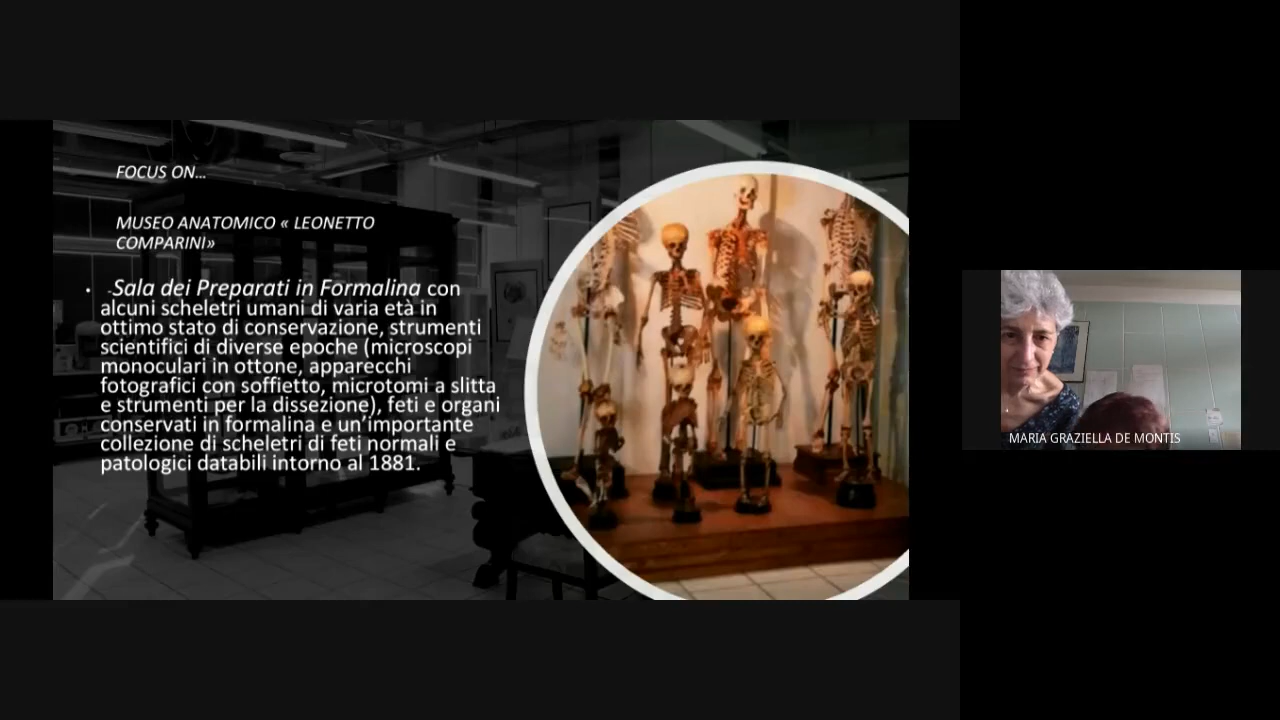 FOCUS ON...
MUSEO ANATOMICO « LEONETTO
COMPARINI»
• -Sala dei Preparati in Formalina con
alcuni scheletri umani di varia età in
ottimo stato di conservazione, strumenti
scientifici di diverse epoche (microscopi
monoculari in ottone, apparecchi
fotografici con soffietto, microtomi a slitta
e strumenti per la dissezione), feti e organi
conservati in formalina e un'importante
collezione di scheletri di feti normali e
patologici databili intorno al 1881.
MARIA GRAZIELLA DE MONTIS